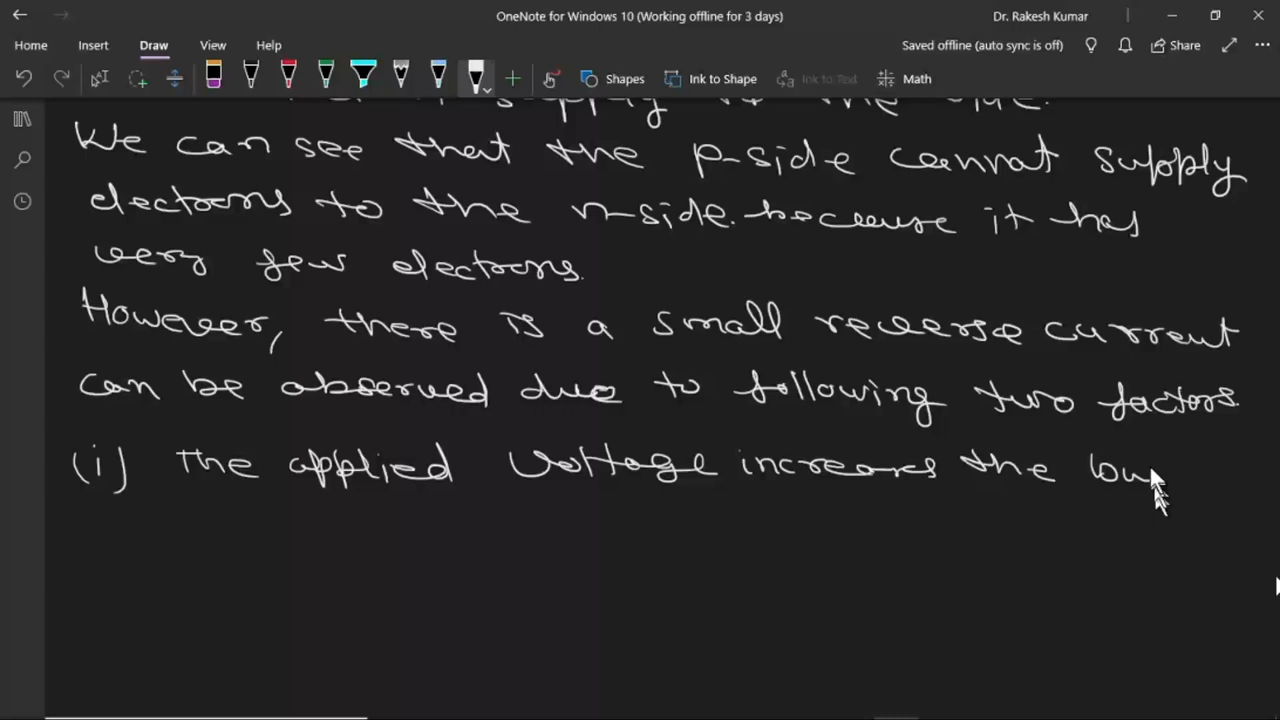 OneNote for Windows 10 (Working offline for 3 days) Dr. Rakesh Kumar
Home Insert Draw View Help Saved offline (auto sync is off) Share
Shapes Ink to Shape Ink to Text Math
supply to the
We can see that the p-side cannot supply
electrons to the n-side. because it has
very few electrons.
However, there is a small reverse current
can be observed due to following two factors.
(i) The applied voltage increases the